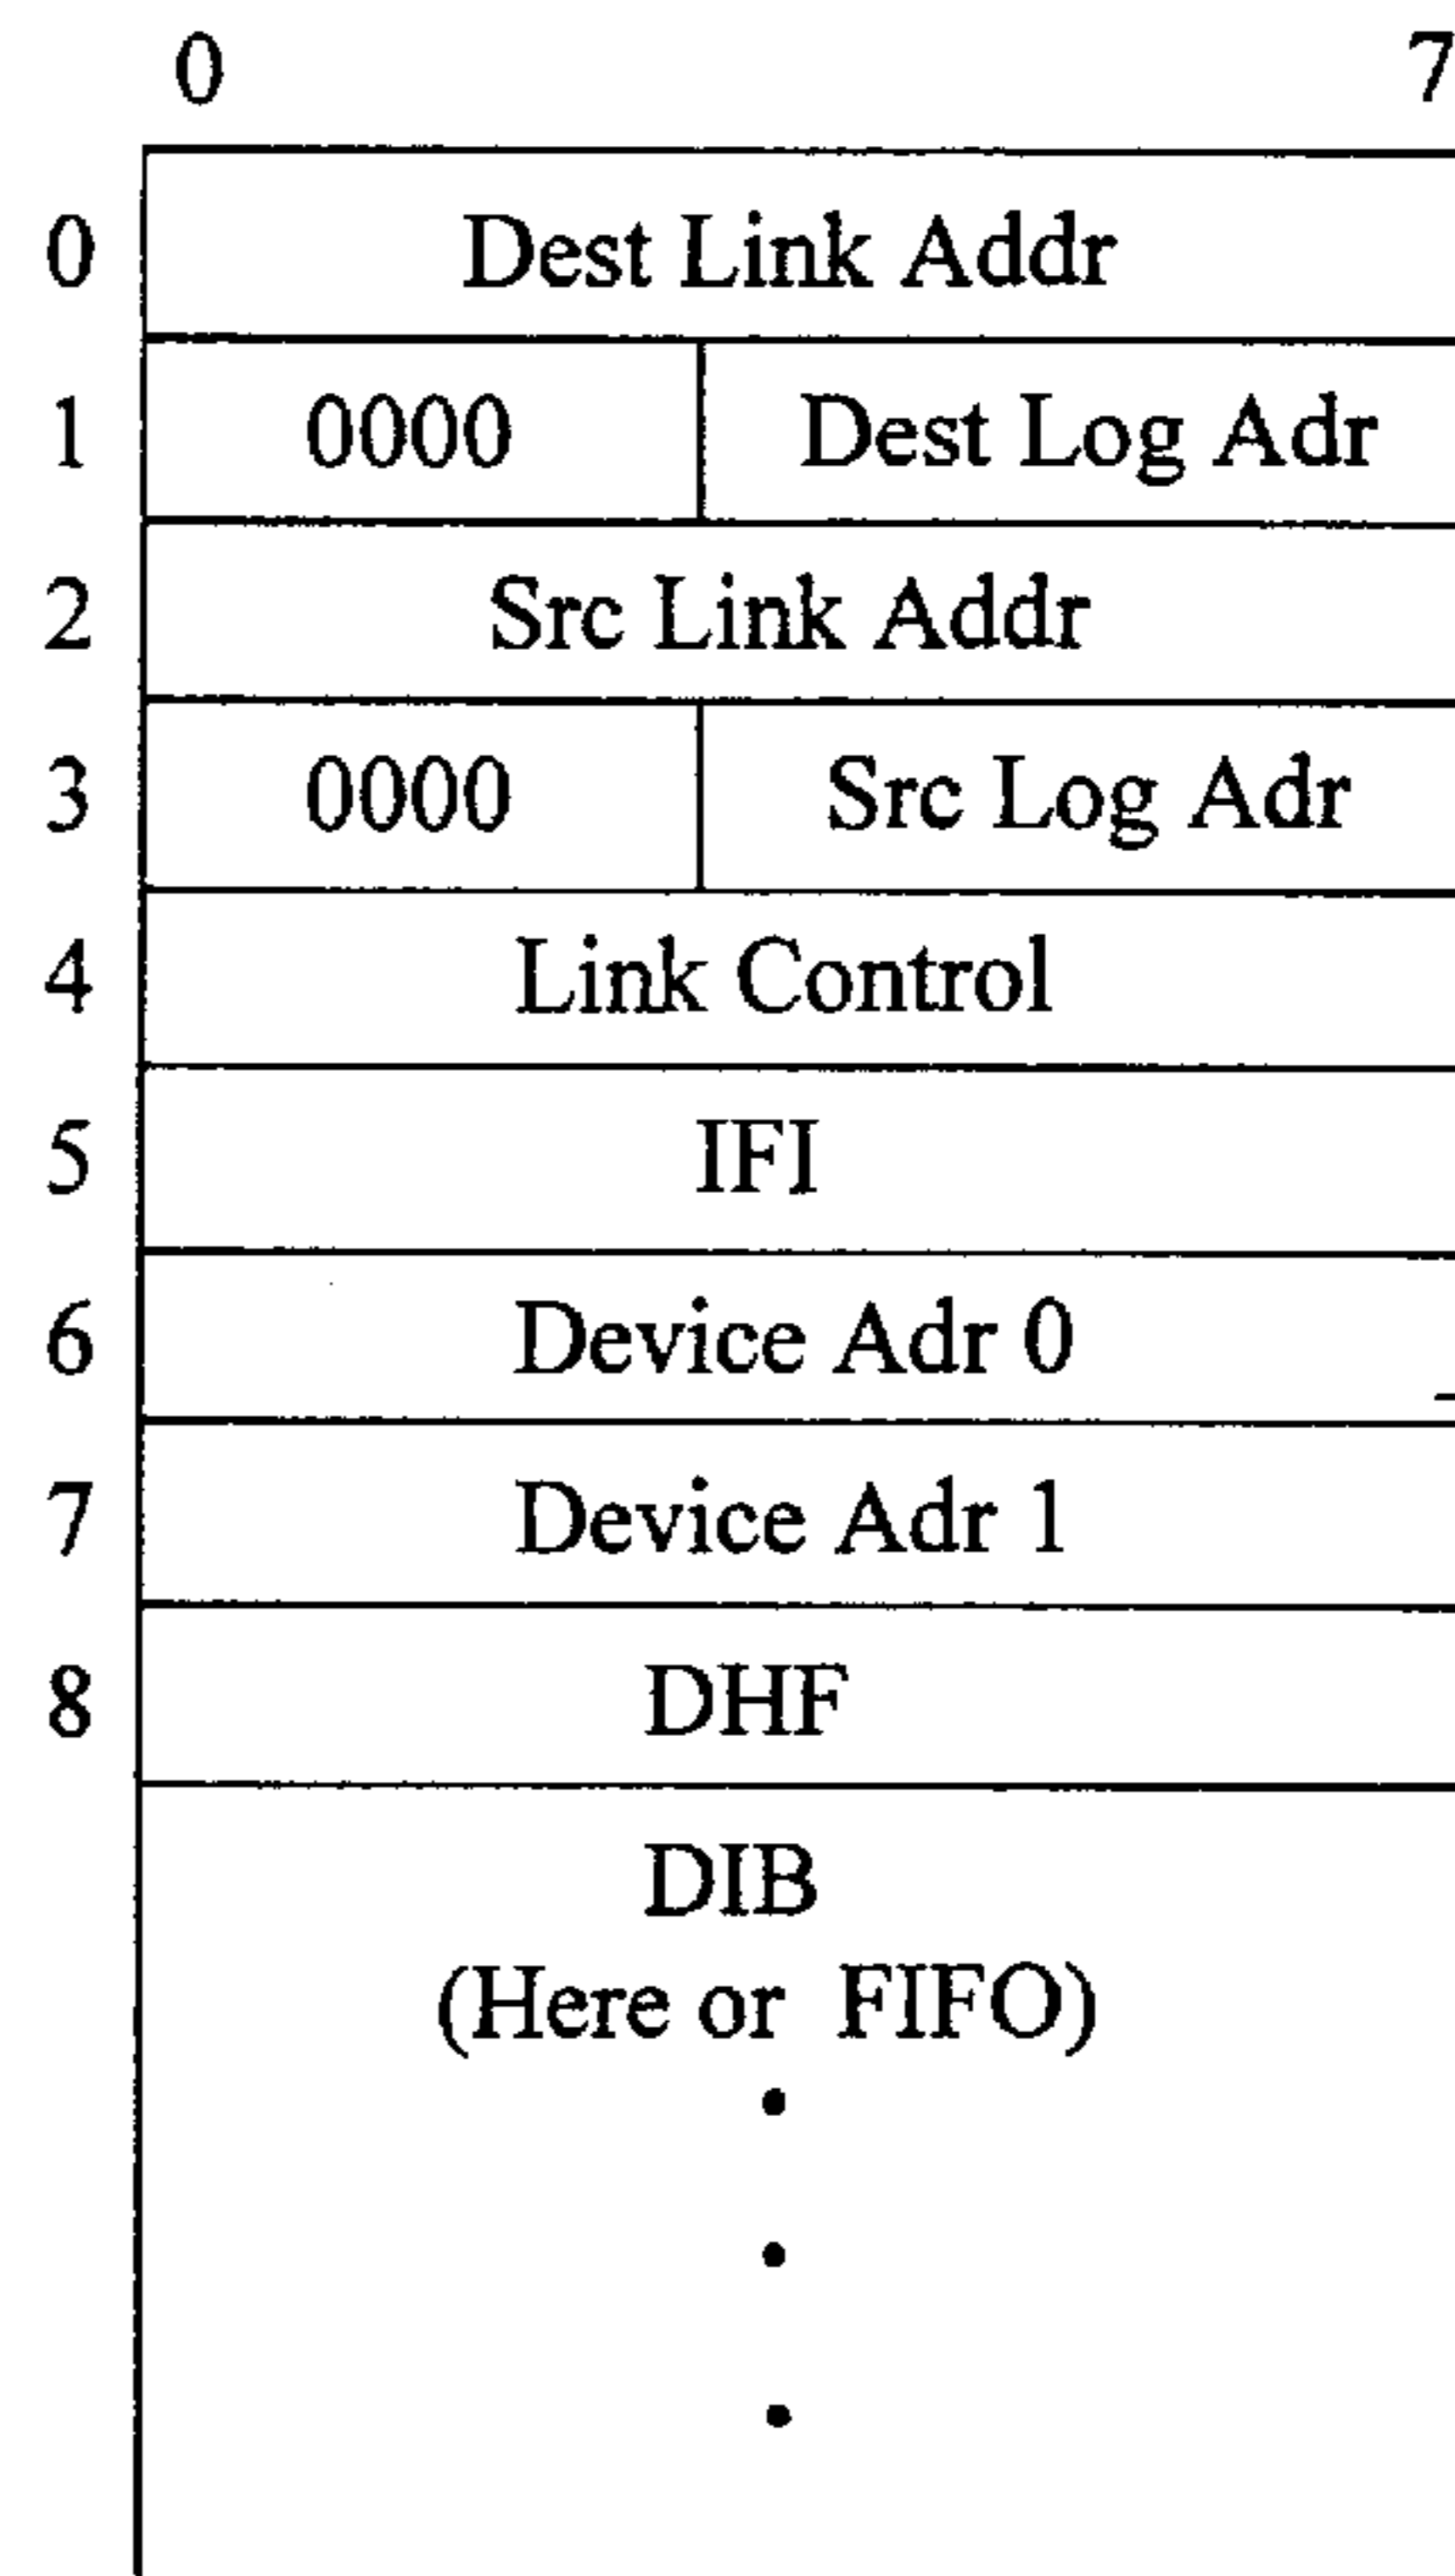 0 7
0 Dest Link Addr
1 0000 Dest Log Adr
2 Src Link Addr
3 0000 Src Log Adr
4 Link Control
5 IFI
6 Device Adr 0
7 Device Adr 1
8 DHF
DIB
(Here or FIFO)